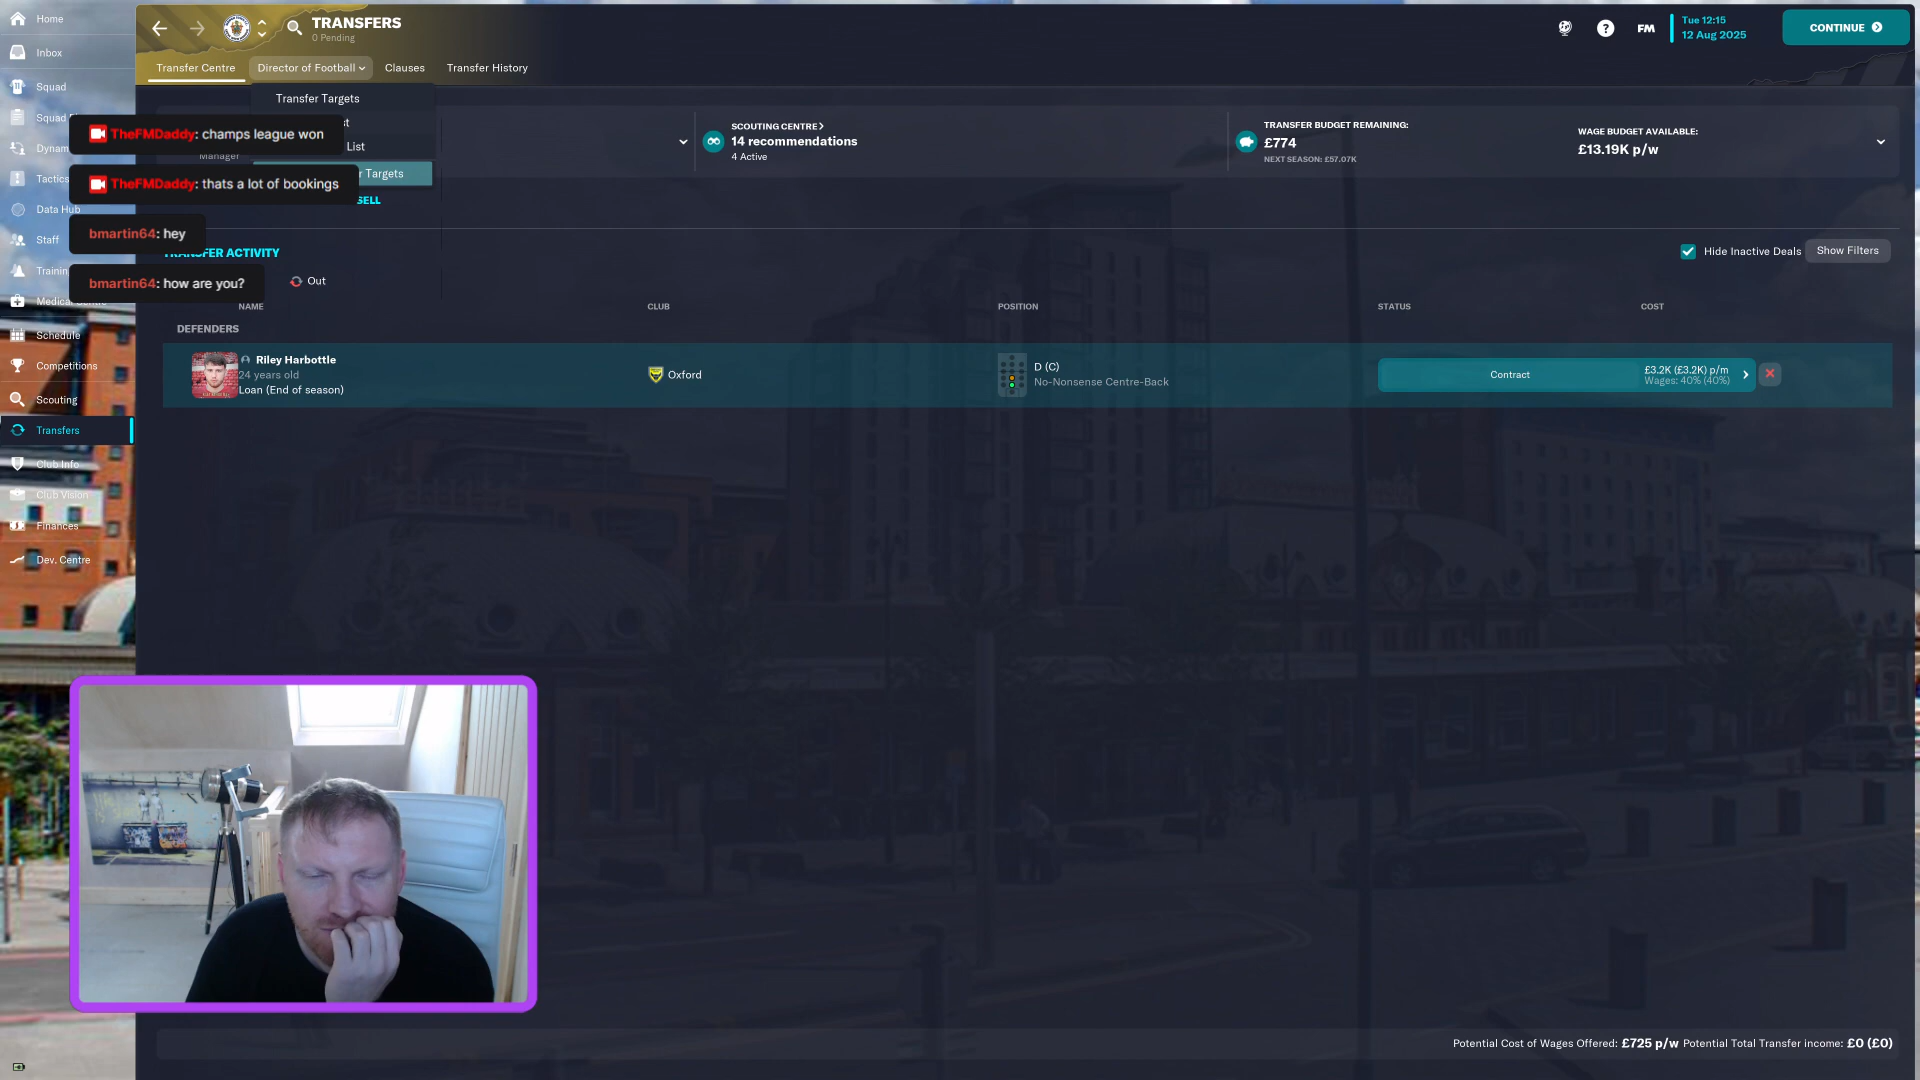 Home
TRANSFERS
0 Pending
FM
Tue 12:15
12 Aug 2025
CONTINUE
Inbox
Transfer Centre
Director of Football
Clauses
Transfer History
Squad
Transfer Targets
Squad
TheFMDaddy: champs league won
List
Manager
Dynam
r Targets
Tactics
TheFMDaddy: thats a lot of bookings
SELL
SCOUTING CENTRE
14 recommendations
4 Active
TRANSFER BUDGET REMAINING:
£774
NEXT SEASON: £57.07K
WAGE BUDGET AVAILABLE:
£13.19K p/w
Data Hub
Staff
bmartin64: hey
TRANSFER ACTIVITY
Hide Inactive Deals
Show Filters
Trainin
bmartin64: how are you?
Out
Medical Centre
NAME
CLUB
POSITION
STATUS
COST
DEFENDERS
Schedule
Competitions
Riley Harbottle
24 years old
Loan (End of season)
Oxford
D (C)
No-Nonsense Centre-Back
Contract
£3.2K (£3.2K) p/m
Wages: 40% (40%)
Scouting
Transfers
Club Info
Club Vision
Finances
Dev. Centre
Potential Cost of Wages Offered: £725 p/w Potential Total Transfer income: £0 (£0)